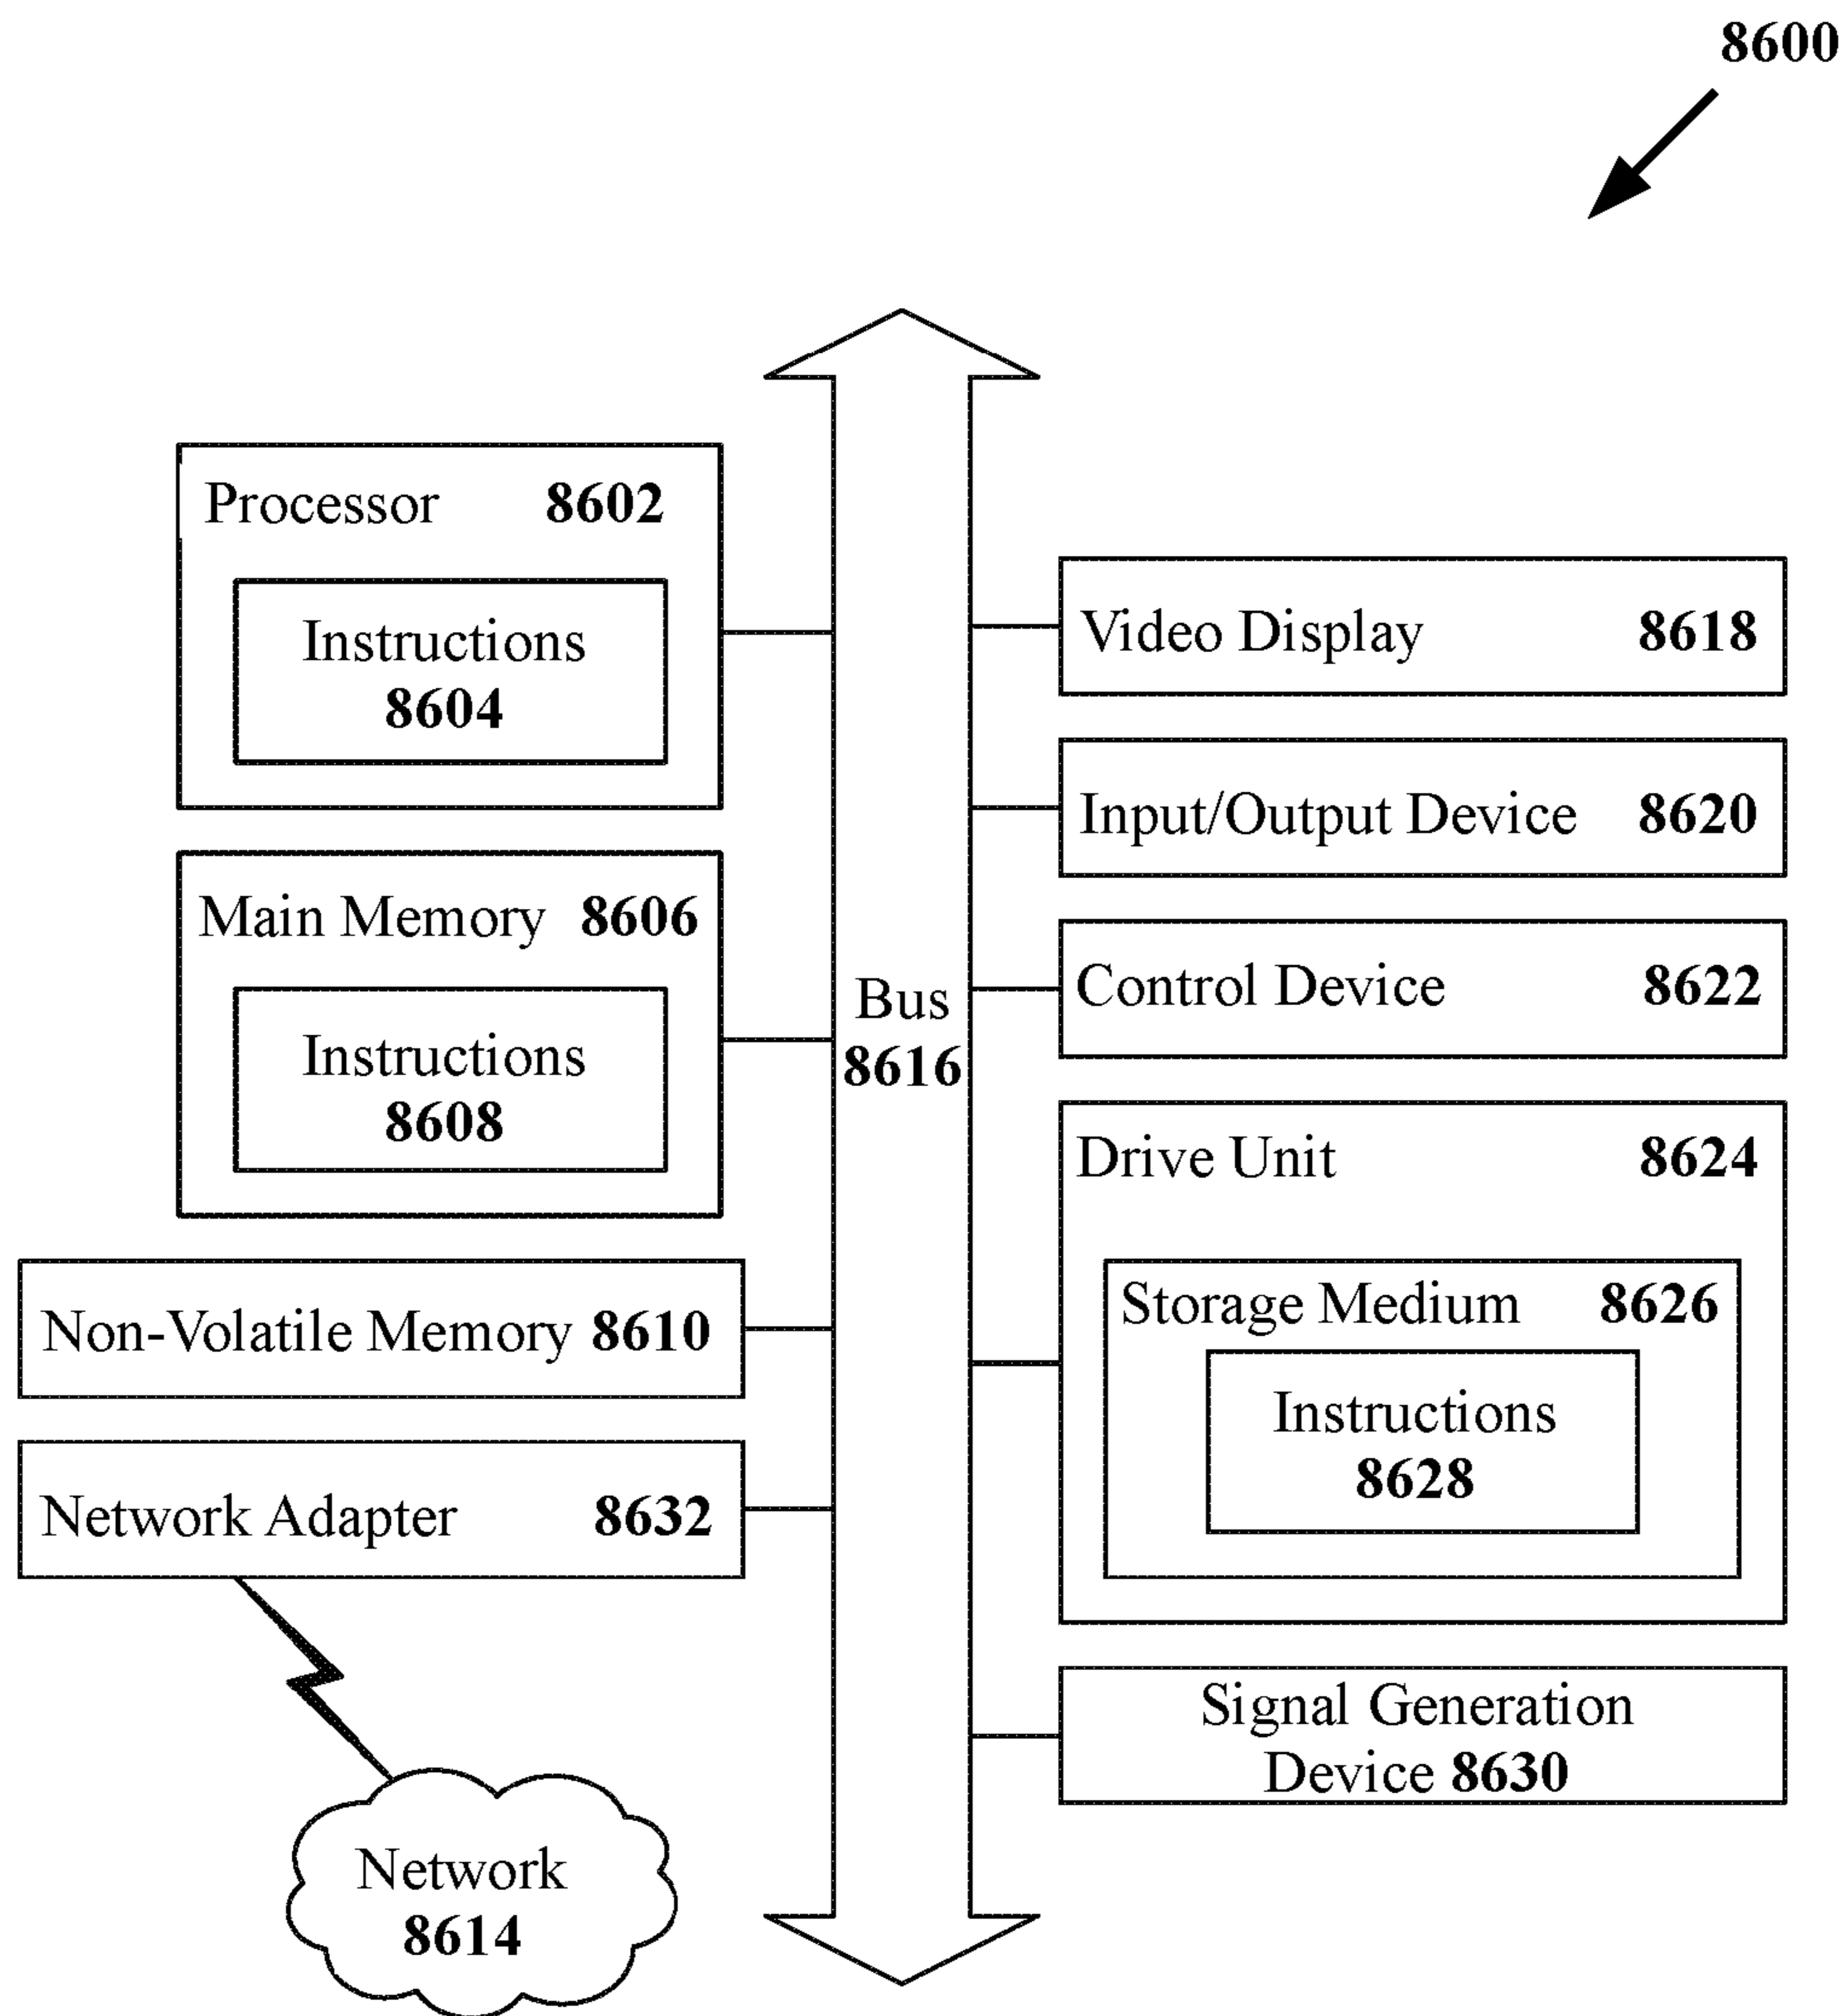 8600
Processor 8602
Instructions
8604
Main Memory 8606
Instructions
8608
Non-Volatile Memory 8610
Network Adapter 8632
Network
8614
Bus
8616
Video Display 8618
Input/Output Device 8620
Control Device 8622
Drive Unit 8624
Storage Medium 8626
Instructions
8628
Signal Generation
Device 8630